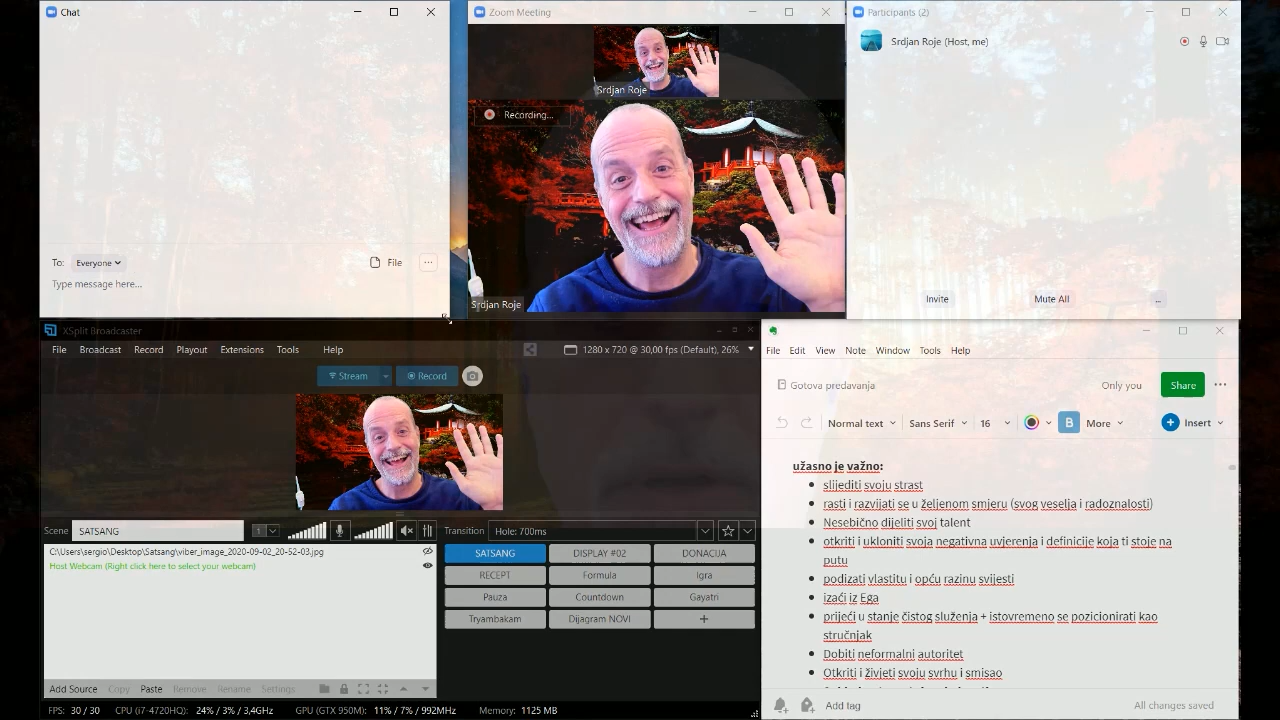 Chat
To: Everyone
File
Type message here...
Zoom Meeting
Srdjan Roje
Recording...
Srdjan Roje
Participants (2)
Srdjan Roje (Host, me)
Invite
Mute All
XSplit Broadcaster
File Broadcast Record Playout Extensions Tools Help
1280 x 720 @ 30,00 fps (Default), 26%
Stream
Record
Scene SATSANG
1
Transition Hole: 700ms
C:\Users\sergio\Desktop\Satsang\viber_image_2020-09-02_20-52-03.jpg
Host Webcam (Right click here to select your webcam)
SATSANG DISPLAY #02 DONACIJA
RECEPT Formula Igra
Pauza Countdown Gayatri
Tryambakam Dijagram NOVI +
Add Source Copy Paste Remove Rename Settings
FPS: 30 / 30 CPU (i7-4720HQ): 24% / 3% / 3,4GHz GPU (GTX 950M): 11% / 7% / 992MHz Memory: 1125 MB
File Edit View Note Window Tools Help
Gotova predavanja
Only you
Share
Normal text Sans Serif 16 B More Insert
užasno je važno:
slijediti svoju strast
rasti i razvijati se u željenom smjeru (svog veselja i radoznalosti)
Nesebično dijeliti svoj talent
otkriti i ukloniti svoja negativna uvjerenja i definicije koja ti stoje na
putu
podizati vlastitu i opću razinu svijesti
izaći iz Ega
prijeći u stanje čistog služenja + istovremeno se pozicionirati kao
stručnjak
Dobiti neformalni autoritet
Otkriti i živjeti svoju svrhu i smisao
Add tag
All changes saved